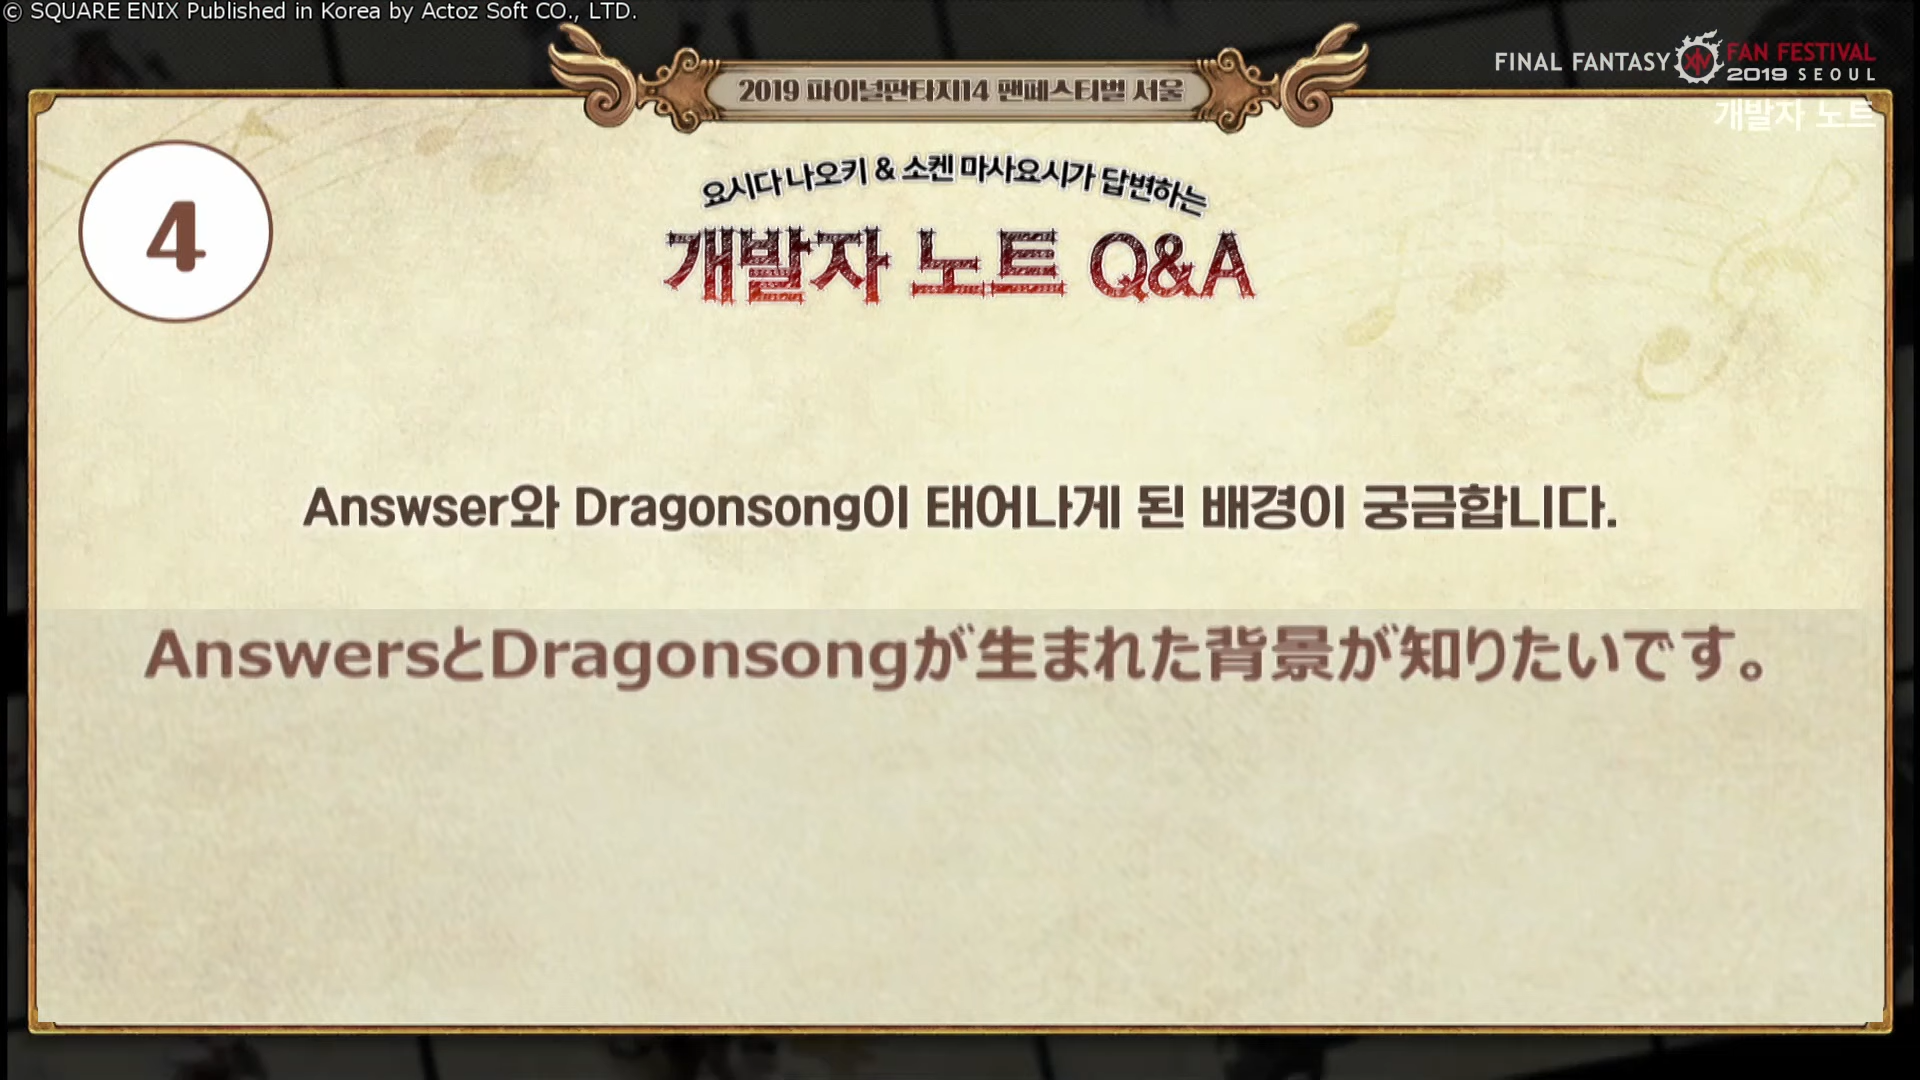 © SQUARE ENIX Published in Korea by Actoz Soft CO., LTD.
FINAL FANTASY XIV FAN FESTIVAL
2019 SEOUL
개발자 노트
2019 파이널판타지14 팬페스티벌 서울
4
요시다 나오키 & 소켄 마사요시가 답변하는
개발자 노트 Q&A
Answser와 Dragonsong이 태어나게 된 배경이 궁금합니다.
AnswersとDragonsongが生まれた背景が知りたいです。